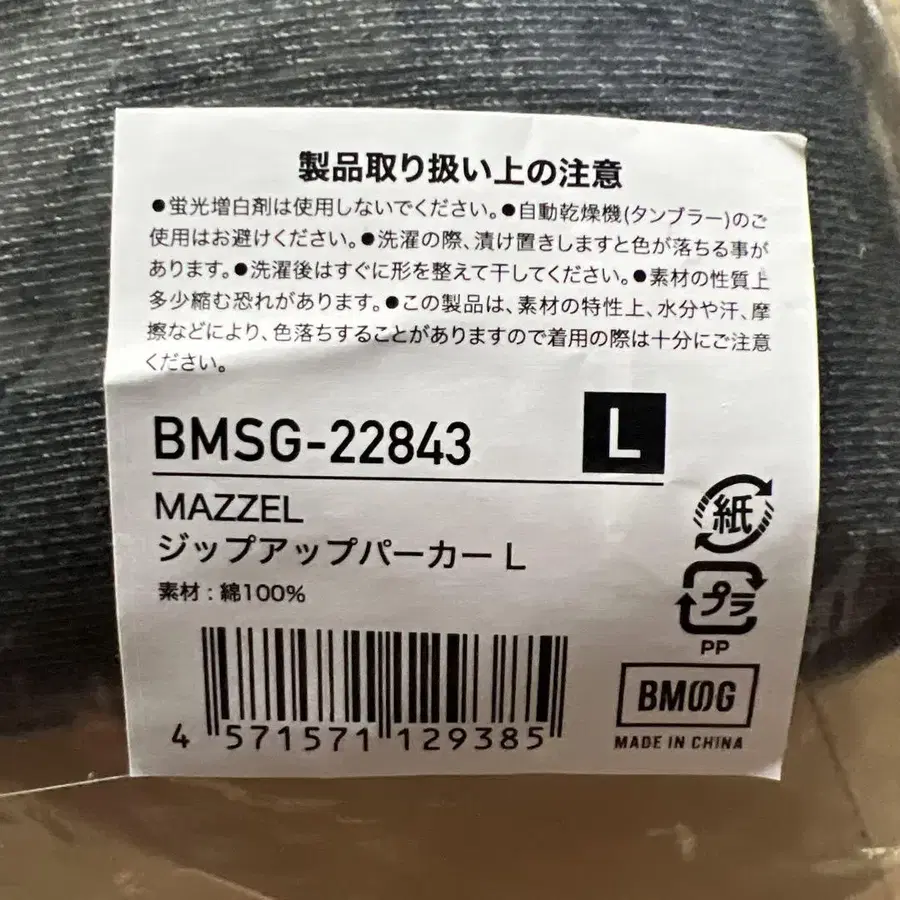 製品取り扱い上の注意
●蛍光増白剤は使用しないでください。●自動乾燥機(タンブラー)のご
使用はお避けください。●洗濯の際、漬け置きしますと色が落ちる事が
あります。●洗濯後はすぐに形を整えて干してください。●素材の性質上
多少縮む恐れがあります。●この製品は、素材の特性上、水分や汗、摩
擦などにより、色落ちすることがありますので着用の際は十分にご注意
ください。
BMSG-22843 L
MAZZEL
ジップアップパーカー L
素材 : 綿100%
紙
プラ
PP
4 571571 129385
BMSG
MADE IN CHINA